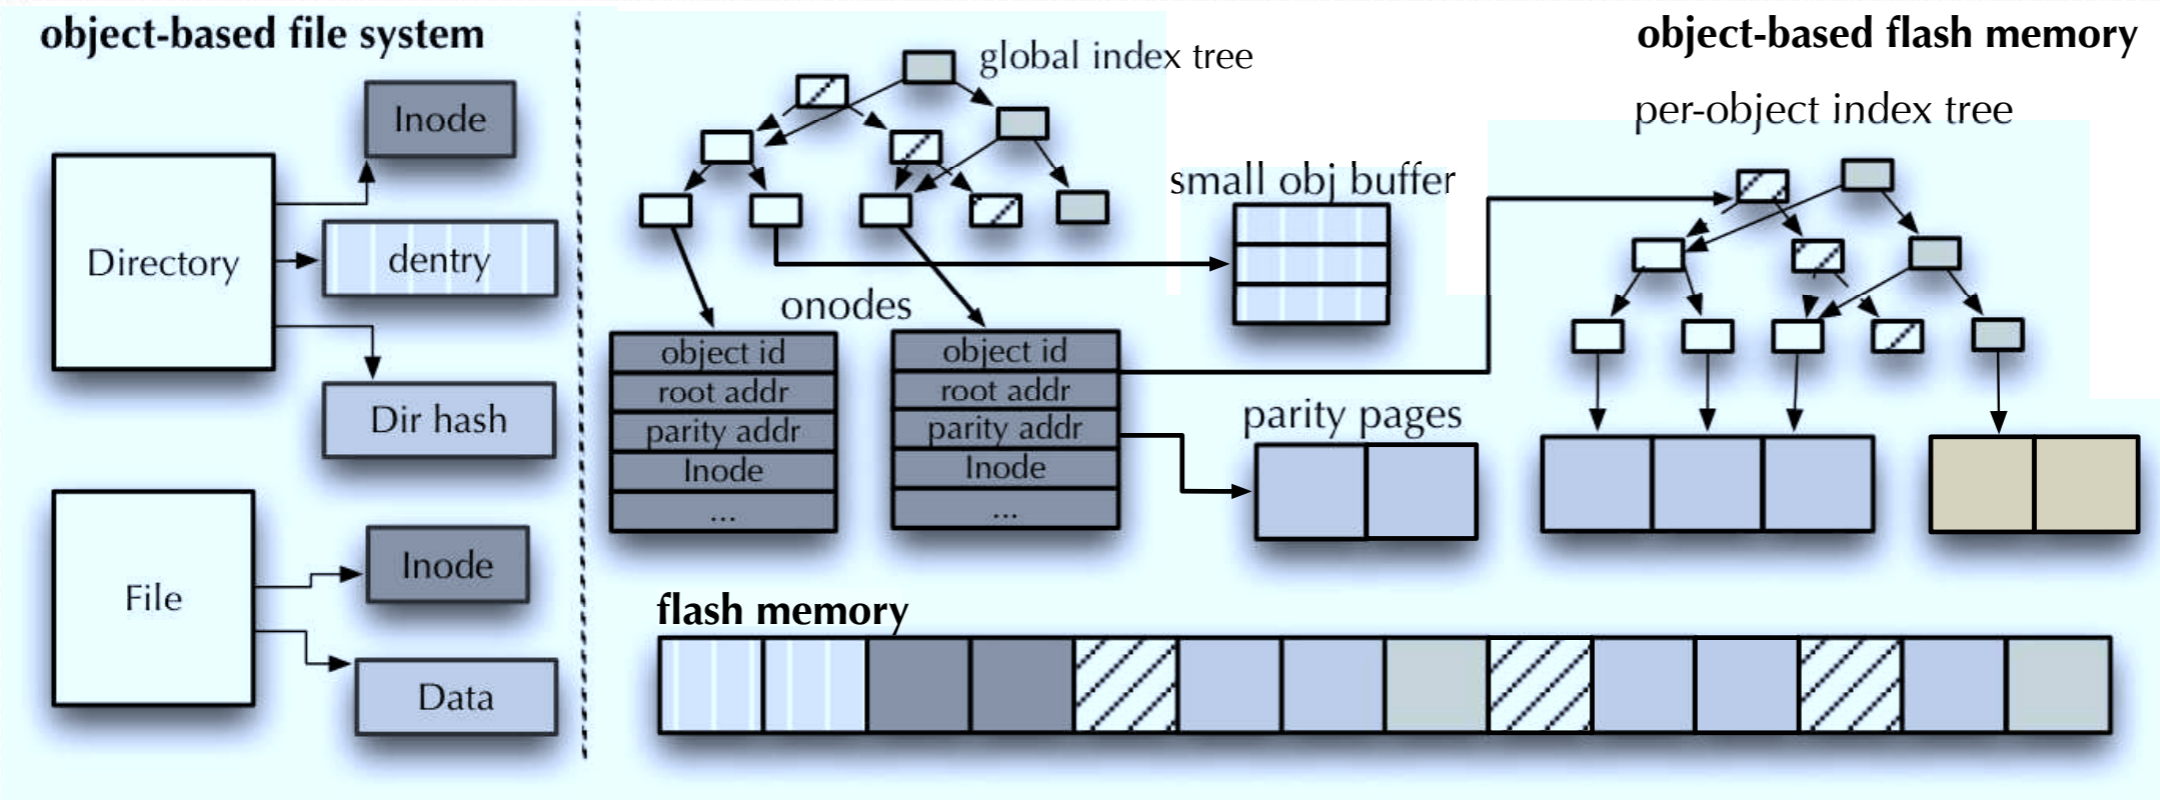 object-based file system
Inode
Directory
dentry
Dir hash
File
Inode
Data
global index tree
object-based flash memory
per-object index tree
small obj buffer
onodes
object id
root addr
parity addr
Inode
...
object id
root addr
parity addr
Inode
...
parity pages
flash memory